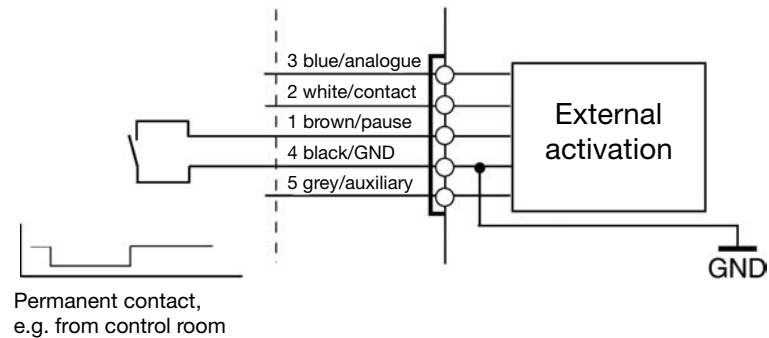 3 blue/analogue
2 white/contact
1 brown/pause
4 black/GND
5 grey/auxiliary
External
activation
GND
Permanent contact,
e.g. from control room